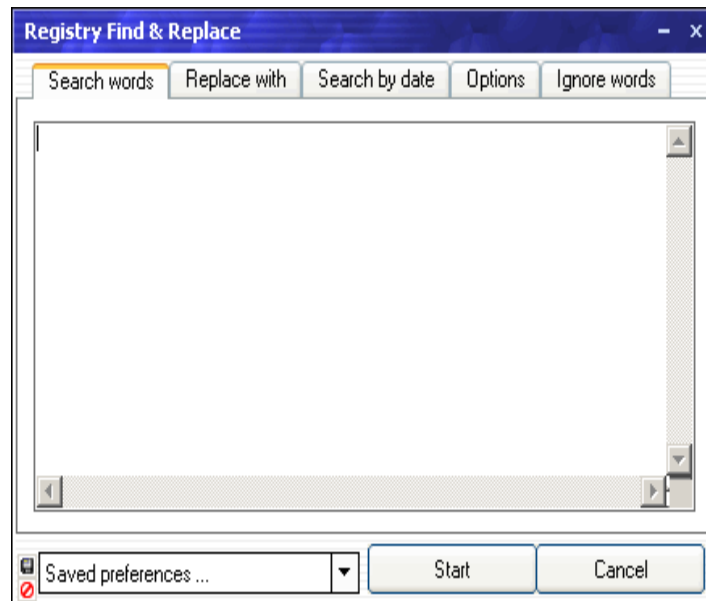 Registry Find & Replace
Search words Replace with Search by date Options Ignore words
Saved preferences ... Start Cancel